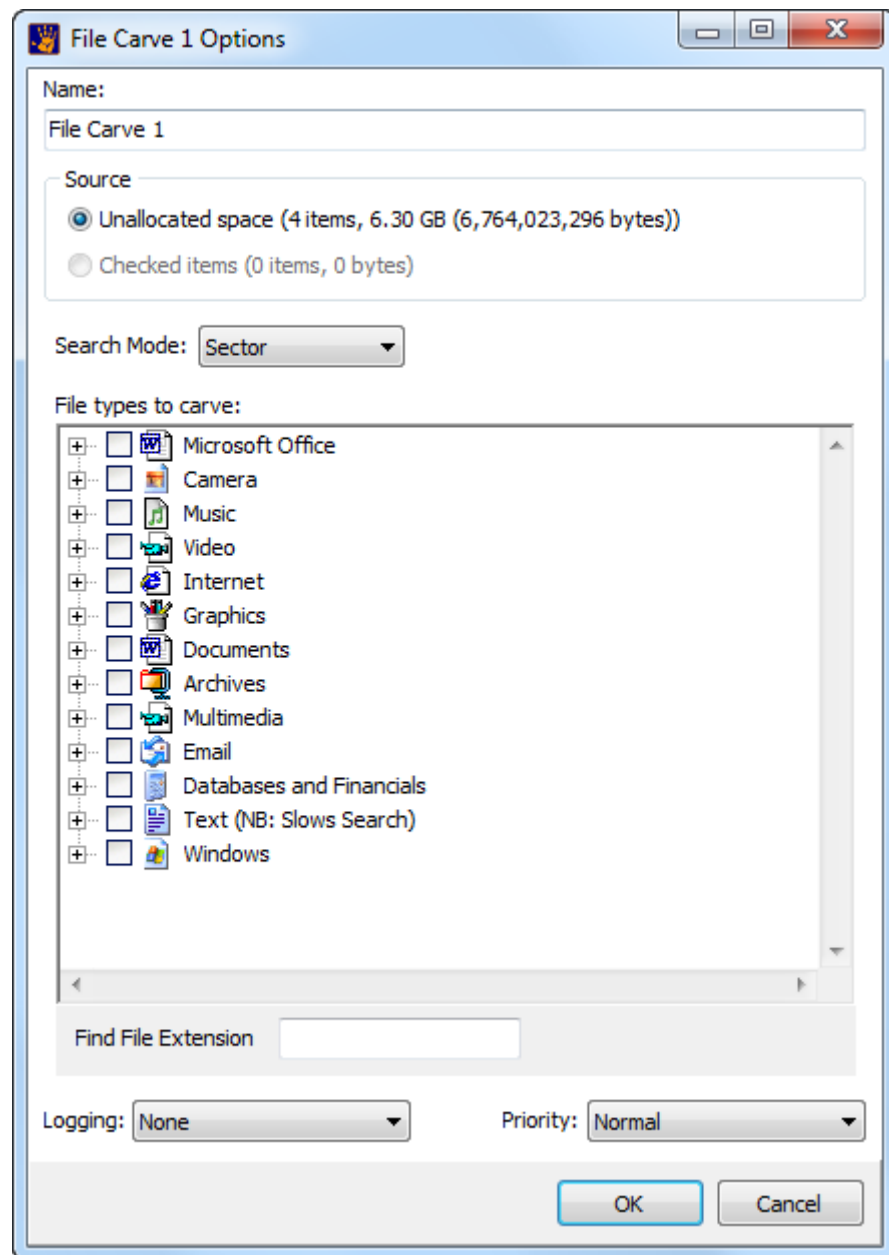 File Carve 1 Options
Name:
File Carve 1
Source
Unallocated space (4 items, 6.30 GB (6,764,023,296 bytes))
Checked items (0 items, 0 bytes)
Search Mode: Sector
File types to carve:
Microsoft Office
Camera
Music
Video
Internet
Graphics
Documents
Archives
Multimedia
Email
Databases and Financials
Text (NB: Slows Search)
Windows
Find File Extension
Logging: None Priority: Normal
OK Cancel